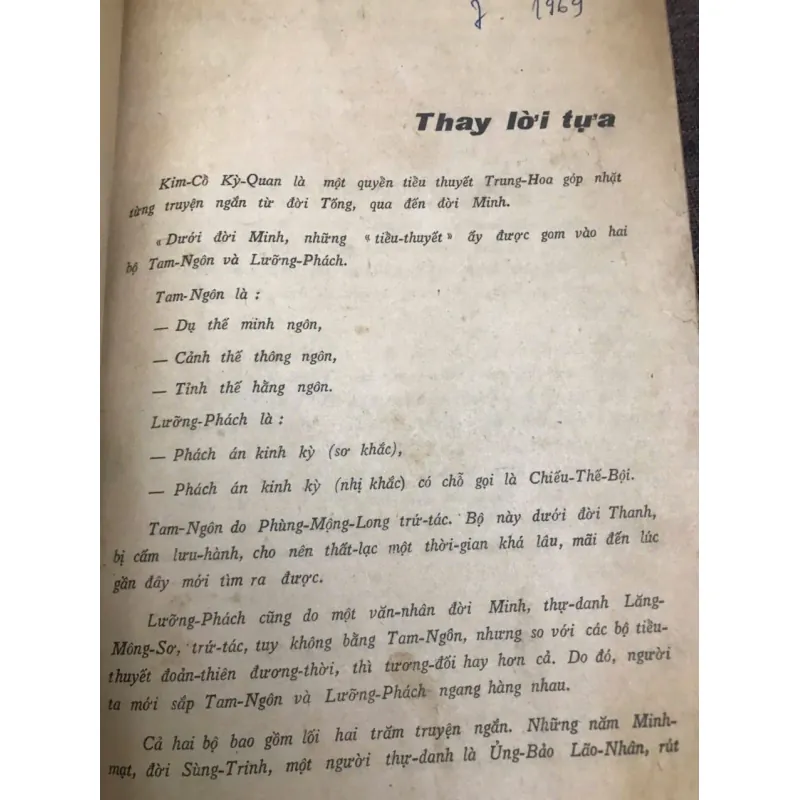 7. 1969
Thay lời tựa
Kim-Cồ Kỳ-Quan là một quyển tiều thuyết Trung-Hoa góp nhặt
từng truyện ngắn từ đời Tống, qua đến đời Minh.
«Dưới đời Minh, những «tiều-thuyết» ấy được gom vào hai
bộ Tam-Ngôn và Lưỡng-Phách.
Tam-Ngôn là :
— Dụ thế minh ngôn,
— Cảnh thế thông ngôn,
— Tỉnh thế hằng ngôn.
Lưỡng-Phách là :
— Phách án kinh kỳ (sơ khắc),
— Phách án kinh kỳ (nhị khắc) có chỗ gọi là Chiếu-Thế-Bội.
Tam-Ngôn do Phùng-Mộng-Long trứ-tác. Bộ này dưới đời Thanh,
bị cấm lưu-hành, cho nên thất-lạc một thời-gian khá lâu, mãi đến lúc
gần đây mới tìm ra được.
Lưỡng-Phách cũng do một văn-nhân đời Minh, thự-danh Lăng-
Mông-Sơ, trứ-tác, tuy không bằng Tam-Ngôn, nhưng so với các bộ tiều-
thuyết đoản-thiên đương-thời, thì tương-đối hay hơn cả. Do đó, người
ta mới sắp Tam-Ngôn và Lưỡng-Phách ngang hàng nhau.
Cả hai bộ bao gồm lối hai trăm truyện ngắn. Những năm Minh-
mạt, đời Sùng-Trinh, một người thự-danh là Ủng-Bảo Lão-Nhân, rút